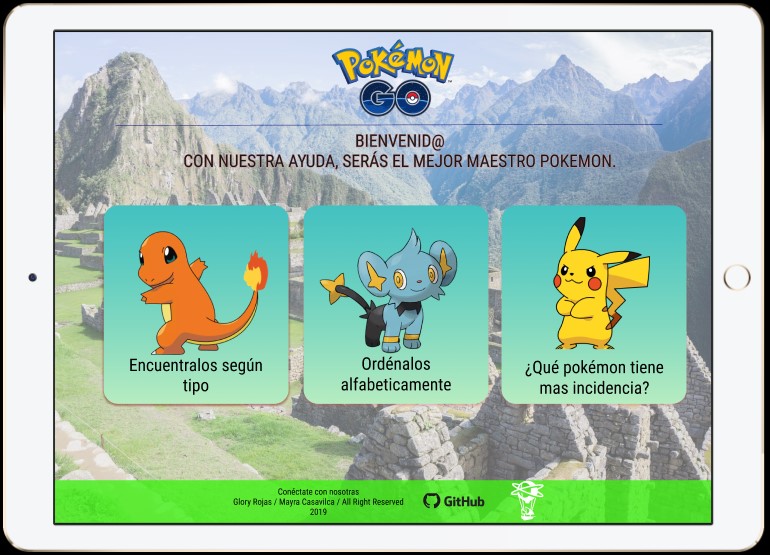 POKéMON
GO
BIENVENID@
CON NUESTRA AYUDA, SERÁS EL MEJOR MAESTRO POKEMON.
Encuentralos según
tipo
Ordénalos
alfabeticamente
¿Qué pokémon tiene
mas incidencia?
Conéctate con nosotras
Glory Rojas / Mayra Casavilca / All Right Reserved
2019
GitHub